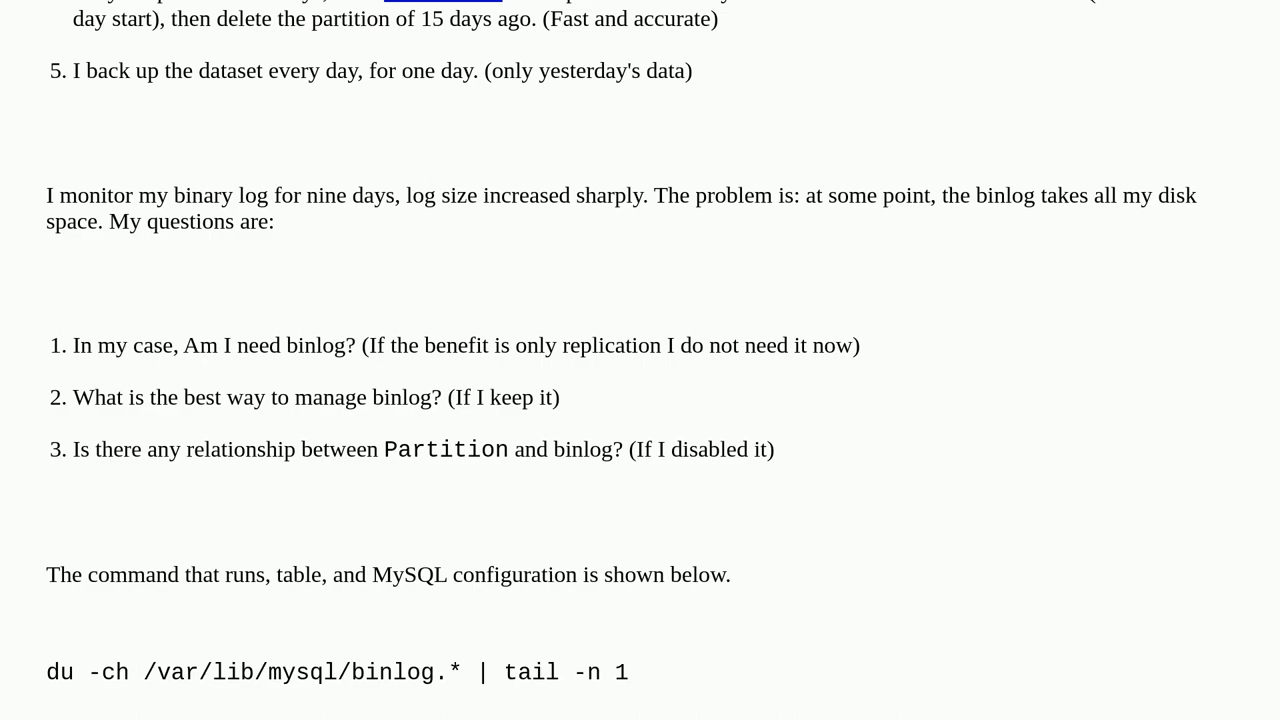 day start), then delete the partition of 15 days ago. (Fast and accurate)
5. I back up the dataset every day, for one day. (only yesterday's data)
I monitor my binary log for nine days, log size increased sharply. The problem is: at some point, the binlog takes all my disk
space. My questions are:
1. In my case, Am I need binlog? (If the benefit is only replication I do not need it now)
2. What is the best way to manage binlog? (If I keep it)
3. Is there any relationship between Partition and binlog? (If I disabled it)
The command that runs, table, and MySQL configuration is shown below.
du -ch /var/lib/mysql/binlog.* | tail -n 1